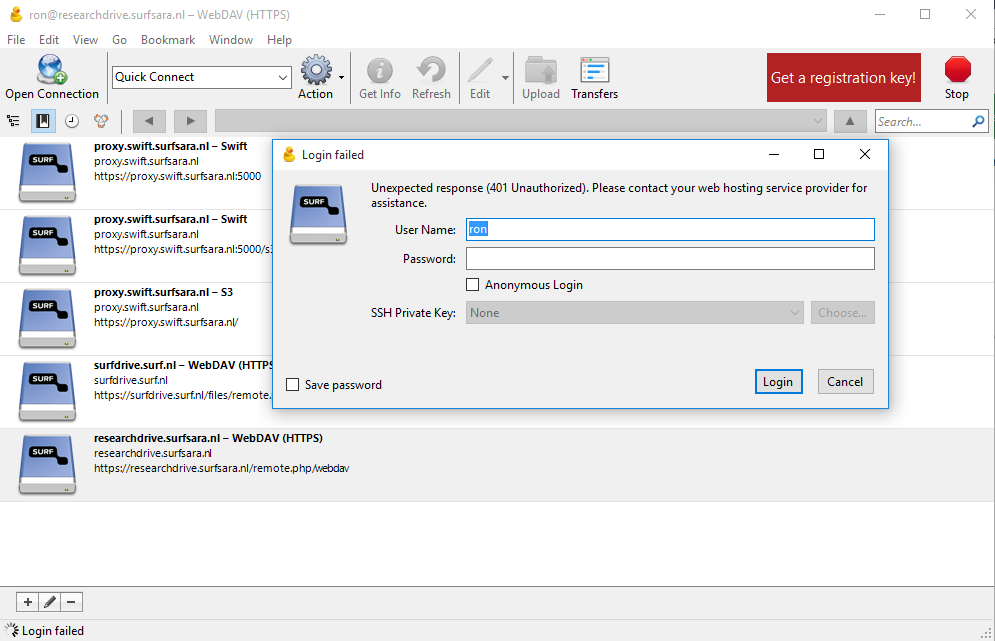 ron@researchdrive.surfsara.nl – WebDAV (HTTPS)
File Edit View Go Bookmark Window Help
Open Connection
Quick Connect
Action
Get Info
Refresh
Edit
Upload
Transfers
Get a registration key!
Stop
Search...
SURF
proxy.swift.surfsara.nl – Swift
proxy.swift.surfsara.nl
https://proxy.swift.surfsara.nl:5000
SURF
proxy.swift.surfsara.nl – Swift
proxy.swift.surfsara.nl
https://proxy.swift.surfsara.nl:5000/s3
SURF
proxy.swift.surfsara.nl – S3
proxy.swift.surfsara.nl
https://proxy.swift.surfsara.nl/
SURF
surfdrive.surf.nl – WebDAV (HTTPS
surfdrive.surf.nl
https://surfdrive.surf.nl/files/remote.
SURF
researchdrive.surfsara.nl – WebDAV (HTTPS)
researchdrive.surfsara.nl
https://researchdrive.surfsara.nl/remote.php/webdav
Login failed
SURF
Unexpected response (401 Unauthorized). Please contact your web hosting service provider for
assistance.
User Name: ron
Password:
Anonymous Login
SSH Private Key: None Choose...
Save password
Login Cancel
Login failed